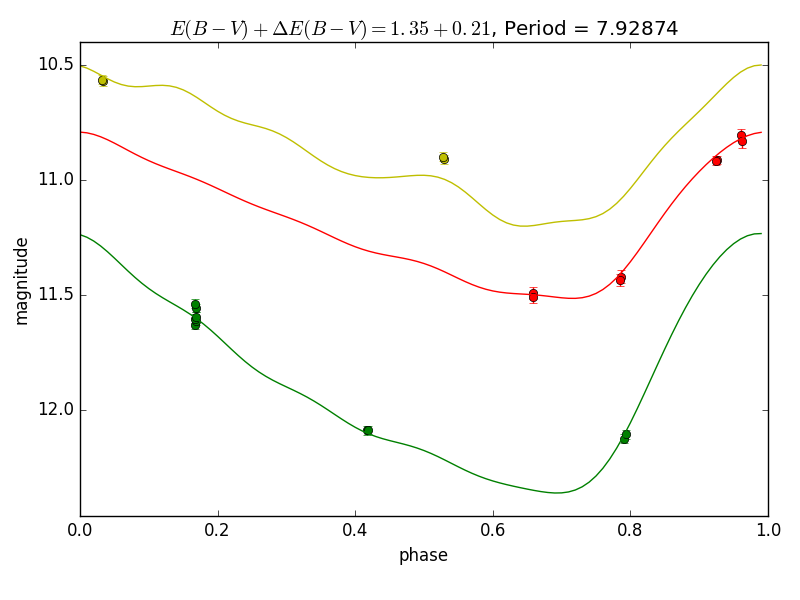 E(B − V) + ΔE(B − V) = 1.35 + 0.21, Period = 7.92874
10.5
11.0
11.5
12.0
magnitude
0.0 0.2 0.4 0.6 0.8 1.0
phase